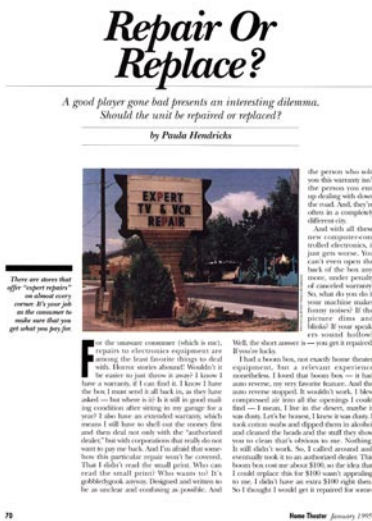 Repair Or
Replace?
A good player gone bad presents an interesting dilemma.
Should the unit be repaired or replaced?
by Paula Hendrichs
EXPERT
TV & VCR
REPAIR
There are stores that
offer "expert repairs"
on almost every
corner. It's your job
as the consumer to
make sure that you
get what you pay for.
For the unaware consumer (which is me),
repairs to electronics equipment are
among the least favorite things to deal
with. Horror stories abound! Wouldn't it
be easier to just throw it away? I know I
have a warranty, if I can find it. I know I have
the box I must send it all back in, as they have
asked — but where is it? Is it still in good mail-
ing condition after sitting in my garage for a
year? I also have an extended warranty, which
means I still have to shell out the money first
and then deal not only with the "authorized
dealer," but with corporations that really do not
want to pay me back. And I'm afraid that some-
how this particular repair won't be covered.
That I didn't read the small print. Who can
read the small print? Who wants to? It's
gobbledygook anyway. Designed and written to
be as unclear and confusing as possible. And
the person who sold
you this warranty isn't
the person you end
up dealing with down
the road. And, they're
often in a completely
different city.
And with all these
new computer-con-
trolled electronics, it
just gets worse. You
can't even open the
back of the box any
more, under penalty
of canceled warranty.
So, what do you do if
your machine makes
funny noises? If the
picture dims and
blinks? If your speak-
ers sound hollow?
Well, the short answer is — you get it repaired.
If you're lucky.
I had a boom box, not exactly home theater
equipment, but a relevant experience
nonetheless. I loved that boom box — it had
auto reverse, my very favorite feature. And the
auto reverse stopped. It wouldn't work. I blew
compressed air into all the openings I could
find — I mean, I live in the desert, maybe it
was dusty. Let's be honest, I knew it was dusty. I
took cotton swabs and dipped them in alcohol
and cleaned the heads and the stuff they show
you to clean that's obvious to me. Nothing.
It still didn't work. So, I called around and
eventually took it to an authorized dealer. This
boom box cost me about $100, so the idea that
I could replace this for $100 wasn't appealing
to me. I didn't have an extra $100 right then.
So I thought I would get it repaired for some-
70
Home Theater January 1995